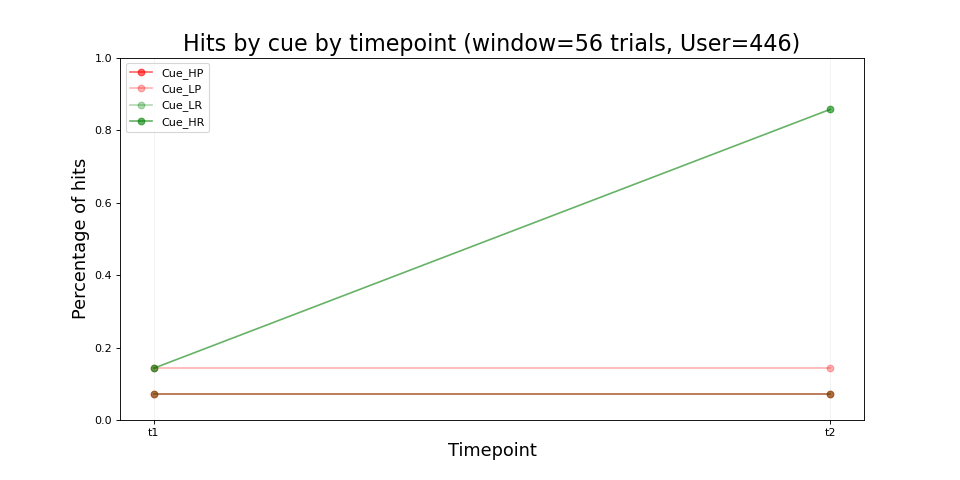 Hits by cue by timepoint (window=56 trials, User=446)
Cue_HP
Cue_LP
Cue_LR
Cue_HR
1.0
0.8
0.6
0.4
0.2
0.0
Percentage of hits
t1
t2
Timepoint